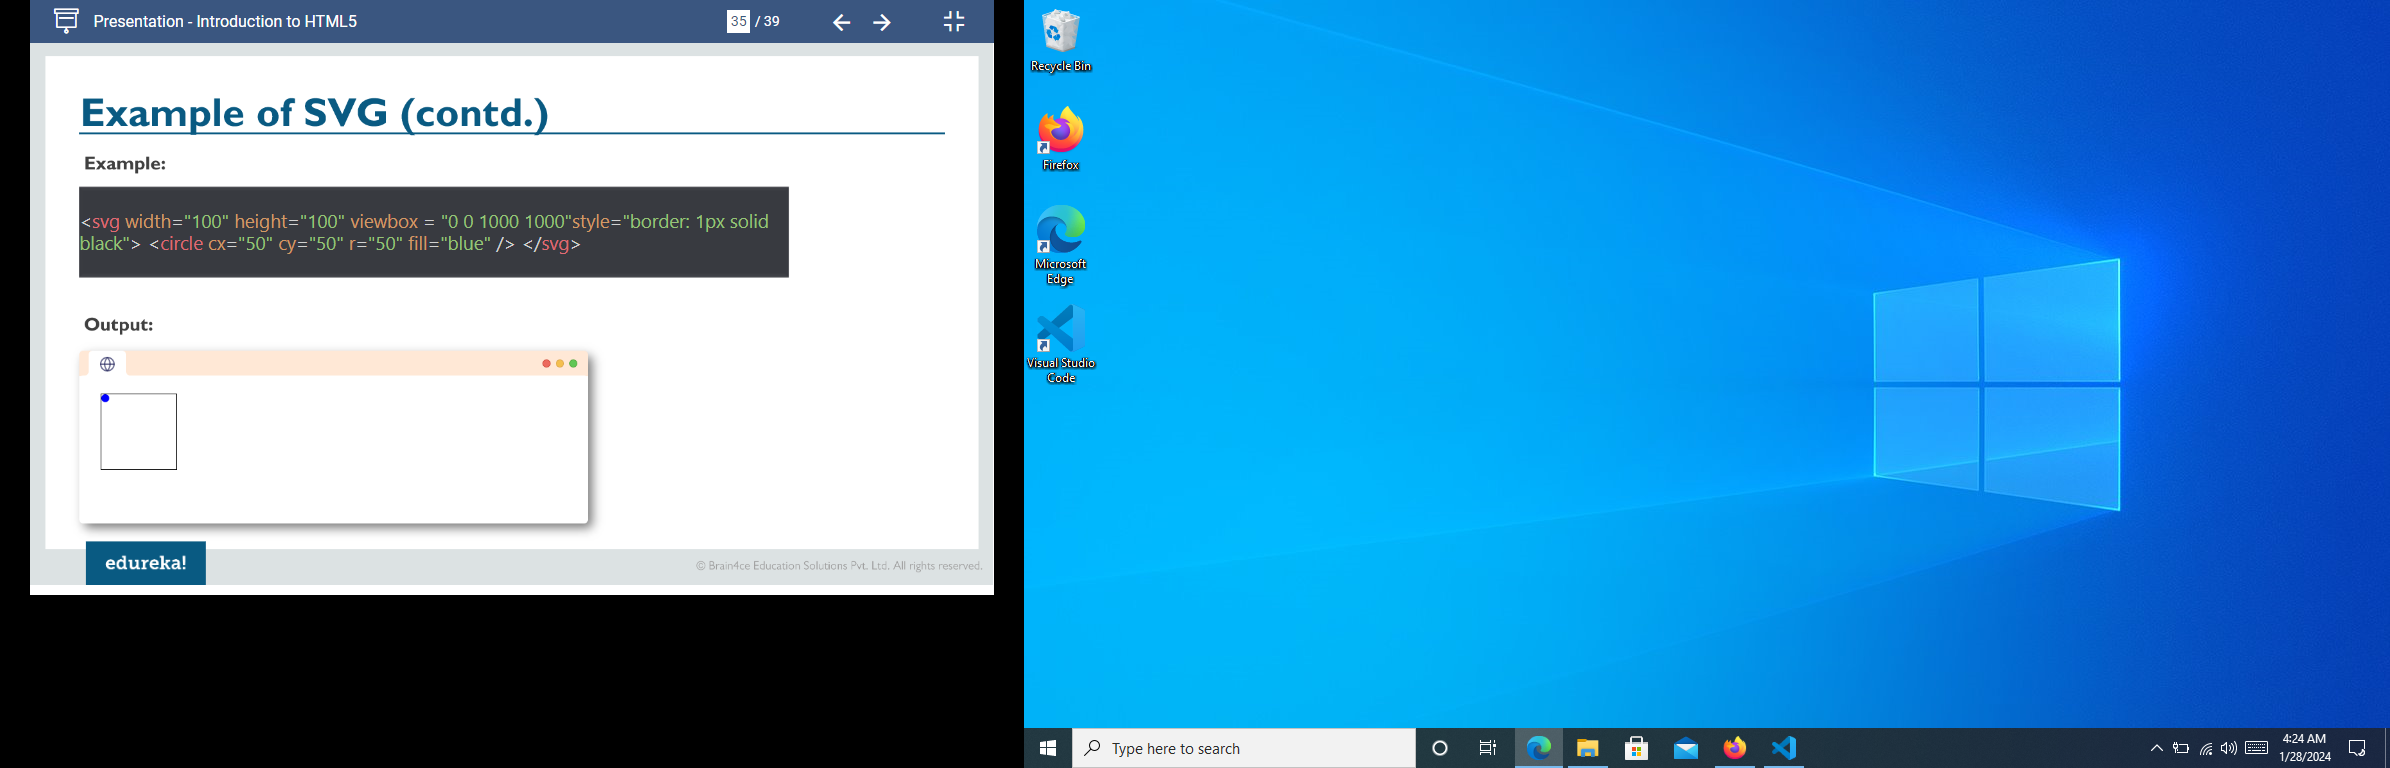 Presentation - Introduction to HTML5
35 / 39
Example of SVG (contd.)
Example:
<svg width="100" height="100" viewbox = "0 0 1000 1000"style="border: 1px solid
black"> <circle cx="50" cy="50" r="50" fill="blue" /> </svg>
Output:
edureka!
© Brain4ce Education Solutions Pvt. Ltd. All rights reserved.
Recycle Bin
Firefox
Microsoft
Edge
Visual Studio
Code
Type here to search
4:24 AM
1/28/2024